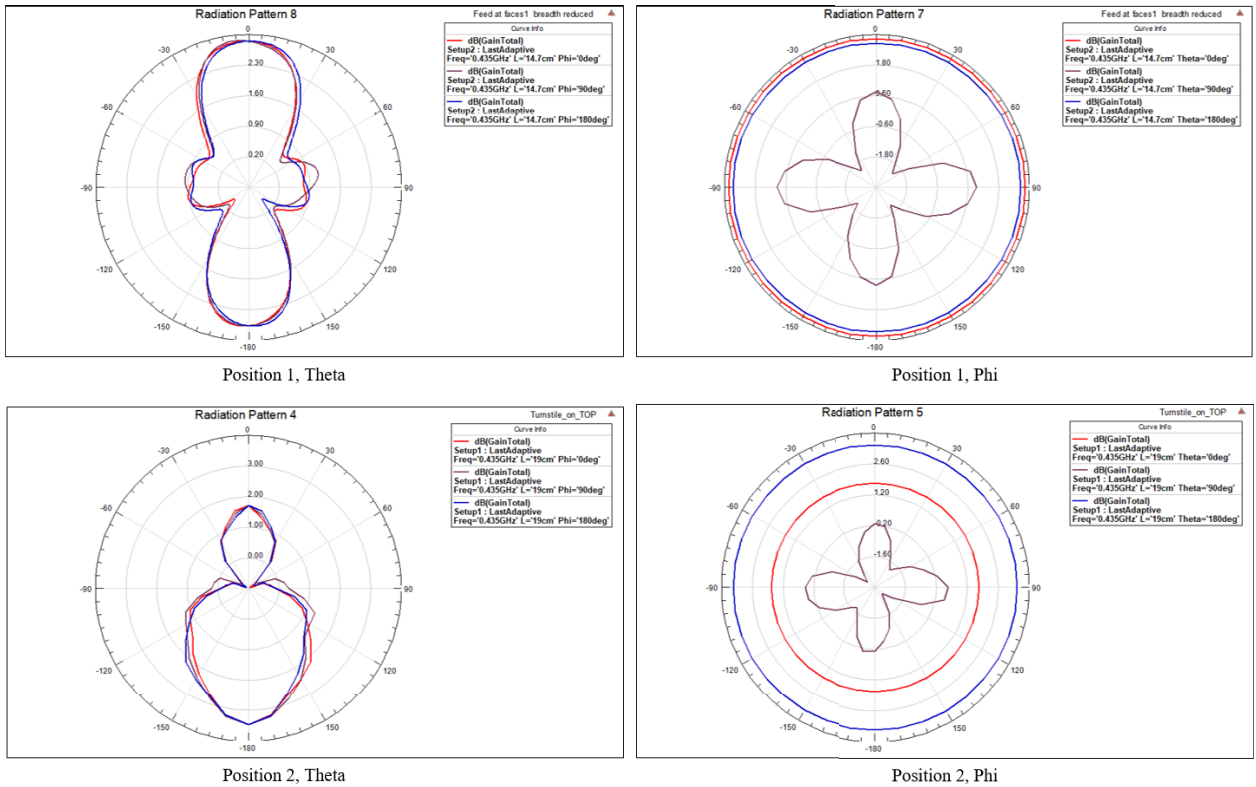 Radiation Pattern 8
Feed at faces1 breadth reduced
Curve Info
dB(GainTotal)
Setup2 : LastAdaptive
Freq='0.435GHz' L='14.7cm' Phi='0deg'
dB(GainTotal)
Setup2 : LastAdaptive
Freq='0.435GHz' L='14.7cm' Phi='90deg'
dB(GainTotal)
Setup2 : LastAdaptive
Freq='0.435GHz' L='14.7cm' Phi='180deg'
0
-30
30
2.30
-60
1.60
60
0.90
0.20
-90
90
-120
120
-150
150
-180
Position 1, Theta
Radiation Pattern 7
Feed at faces1 breadth reduced
Curve Info
dB(GainTotal)
Setup2 : LastAdaptive
Freq='0.435GHz' L='14.7cm' Theta='0deg'
dB(GainTotal)
Setup2 : LastAdaptive
Freq='0.435GHz' L='14.7cm' Theta='90deg'
dB(GainTotal)
Setup2 : LastAdaptive
Freq='0.435GHz' L='14.7cm' Theta='180deg'
0
-30
30
1.80
-60
0.60
60
-0.60
-1.80
-90
90
-120
120
-150
150
-180
Position 1, Phi
Radiation Pattern 4
Turnstile_on_TOP
Curve Info
dB(GainTotal)
Setup1 : LastAdaptive
Freq='0.435GHz' L='19cm' Phi='0deg'
dB(GainTotal)
Setup1 : LastAdaptive
Freq='0.435GHz' L='19cm' Phi='90deg'
dB(GainTotal)
Setup1 : LastAdaptive
Freq='0.435GHz' L='19cm' Phi='180deg'
0
-30
30
3.00
-60
2.00
60
1.00
0.00
-90
90
-120
120
-150
150
-180
Position 2, Theta
Radiation Pattern 5
Turnstile_on_TOP
Curve Info
dB(GainTotal)
Setup1 : LastAdaptive
Freq='0.435GHz' L='19cm' Theta='0deg'
dB(GainTotal)
Setup1 : LastAdaptive
Freq='0.435GHz' L='19cm' Theta='90deg'
dB(GainTotal)
Setup1 : LastAdaptive
Freq='0.435GHz' L='19cm' Theta='180deg'
0
-30
30
2.60
-60
1.20
60
-0.20
-1.60
-90
90
-120
120
-150
150
-180
Position 2, Phi